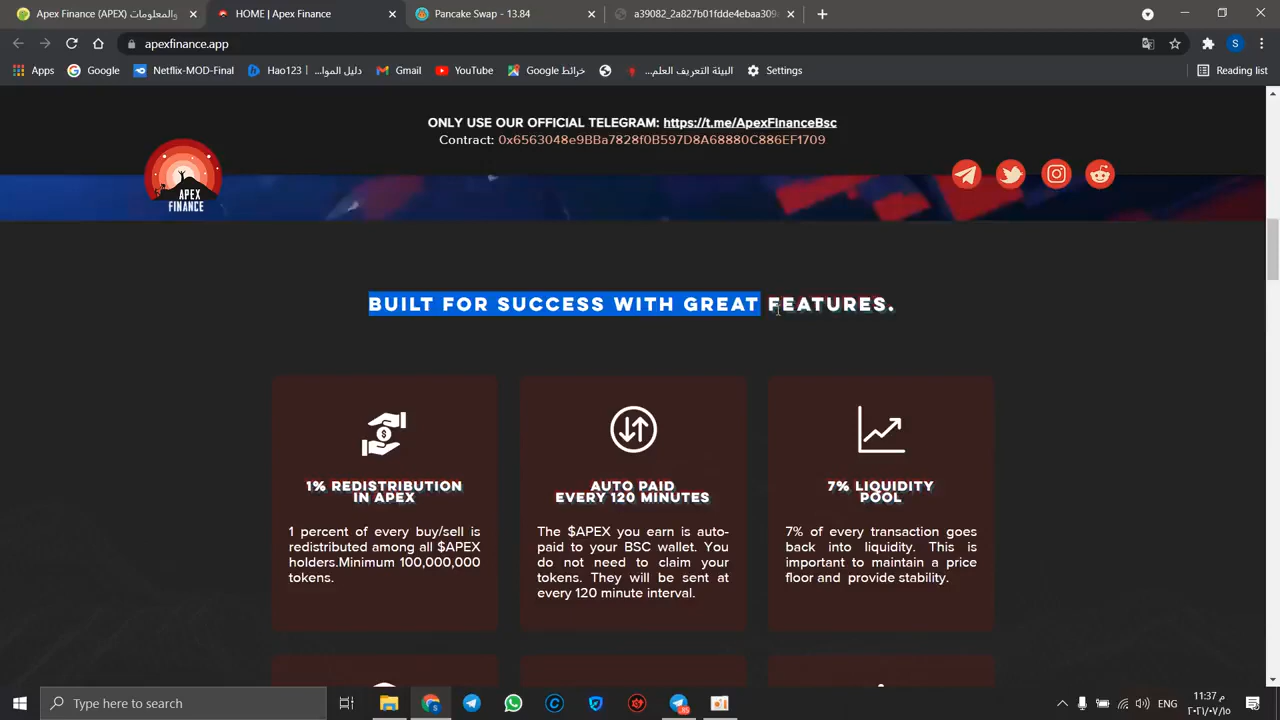 Apex Finance (APEX) والمعلومات
HOME | Apex Finance
Pancake Swap - 13.84
a39082_2a827b01fdde4ebaa309
apexfinance.app
S
Apps
Google
Netflix-MOD-Final
Hao123 | دليل الموا...
Gmail
YouTube
خرائط Google
البيئة التعريف العلم...
Settings
Reading list
ONLY USE OUR OFFICIAL TELEGRAM: https://t.me/ApexFinanceBsc
Contract: 0x6563048e9BBa7828f0B597D8A68880C886EF1709
APEX
FINANCE
BUILT FOR SUCCESS WITH GREAT FEATURES.
1% REDISTRIBUTION
IN APEX
1 percent of every buy/sell is
redistributed among all $APEX
holders.Minimum 100,000,000
tokens.
AUTO PAID
EVERY 120 MINUTES
The $APEX you earn is auto-
paid to your BSC wallet. You
do not need to claim your
tokens. They will be sent at
every 120 minute interval.
7% LIQUIDITY
POOL
7% of every transaction goes
back into liquidity. This is
important to maintain a price
floor and provide stability.
Type here to search
ENG
11:37 م